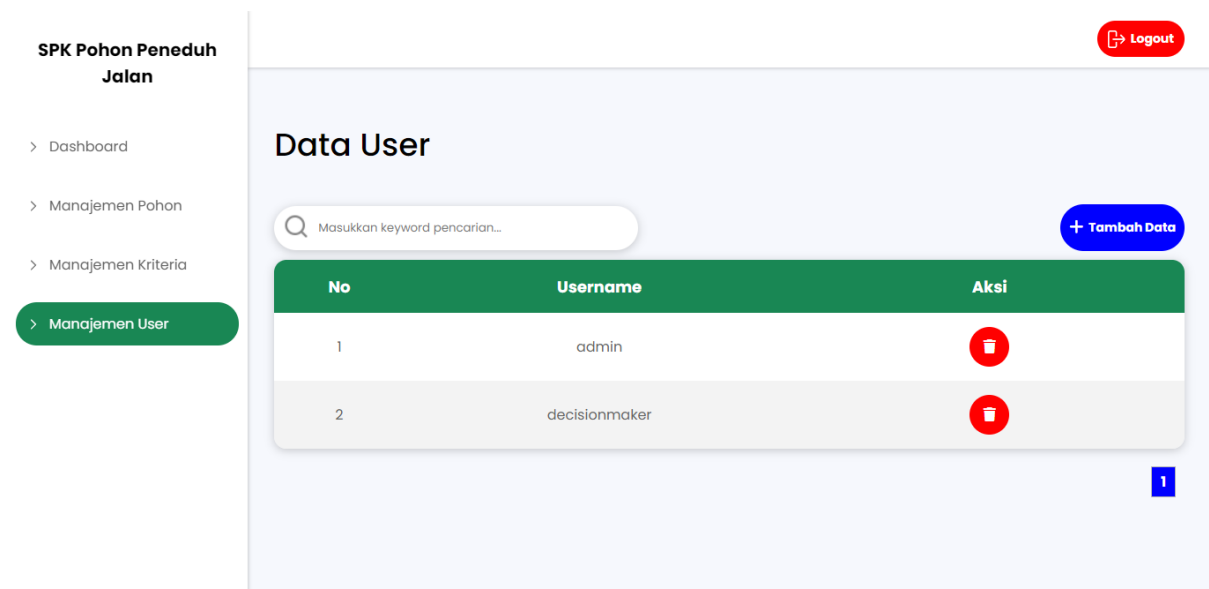 SPK Pohon Peneduh
Jalan
Logout
Dashboard
Manajemen Pohon
Manajemen Kriteria
Manajemen User
Data User
Masukkan keyword pencarian...
+ Tambah Data
No Username Aksi
1 admin
2 decisionmaker
1